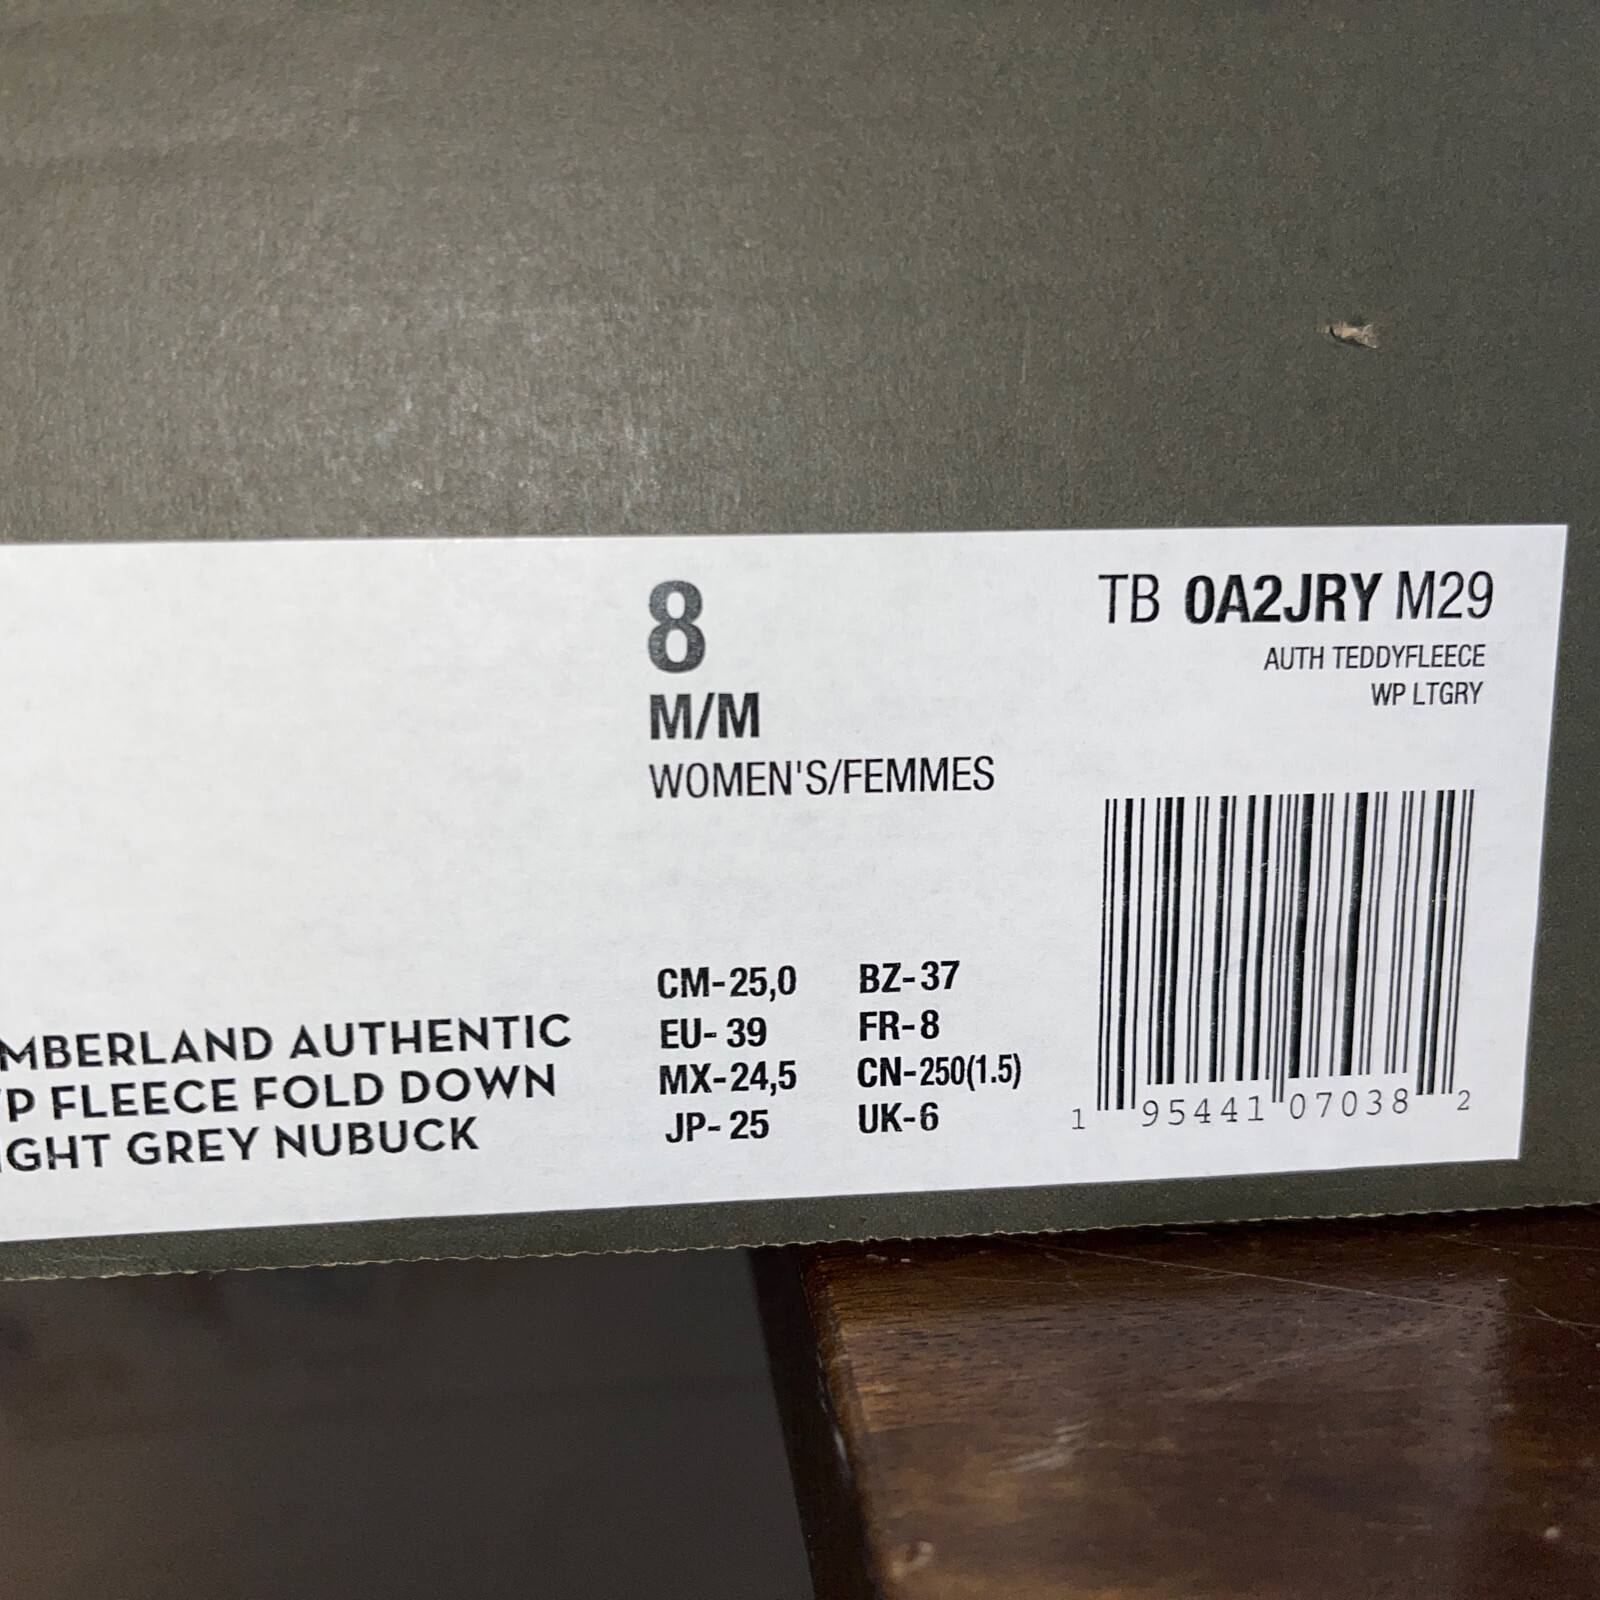 8
M/M
WOMEN'S/FEMMES
TB 0A2JRY M29
AUTH TEDDYFLEECE
WP LTGRY
MBERLAND AUTHENTIC
P FLEECE FOLD DOWN
IGHT GREY NUBUCK
CM-25,0 BZ-37
EU-39 FR-8
MX-24,5 CN-250(1.5)
JP-25 UK-6
1 95441 07038 2